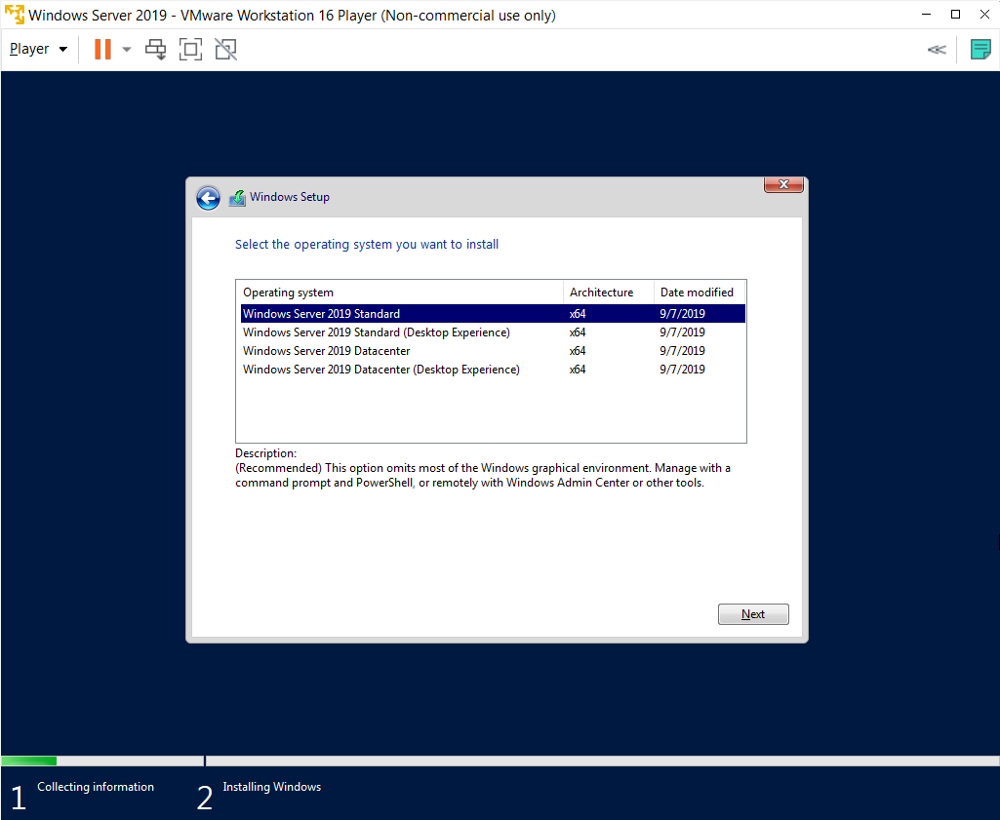 Windows Server 2019 - VMware Workstation 16 Player (Non-commercial use only)
Player
Windows Setup
Select the operating system you want to install
Operating system Architecture Date modified
Windows Server 2019 Standard x64 9/7/2019
Windows Server 2019 Standard (Desktop Experience) x64 9/7/2019
Windows Server 2019 Datacenter x64 9/7/2019
Windows Server 2019 Datacenter (Desktop Experience) x64 9/7/2019
Description:
(Recommended) This option omits most of the Windows graphical environment. Manage with a
command prompt and PowerShell, or remotely with Windows Admin Center or other tools.
Next
1 Collecting information 2 Installing Windows